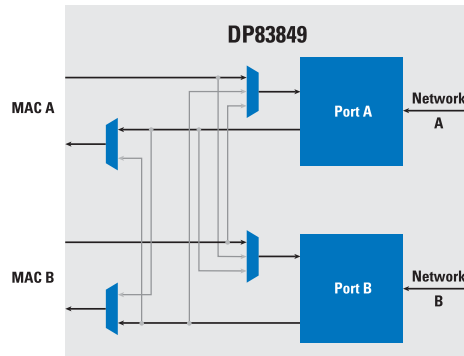 DP83849
MAC A
Port A
Network
A
MAC B
Port B
Network
B